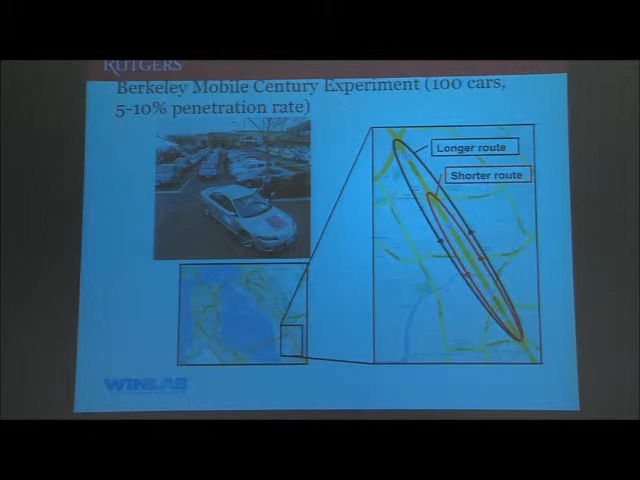 RUTGERS
Berkeley Mobile Century Experiment (100 cars,
5-10% penetration rate)
Longer route
Shorter route
WINLAB